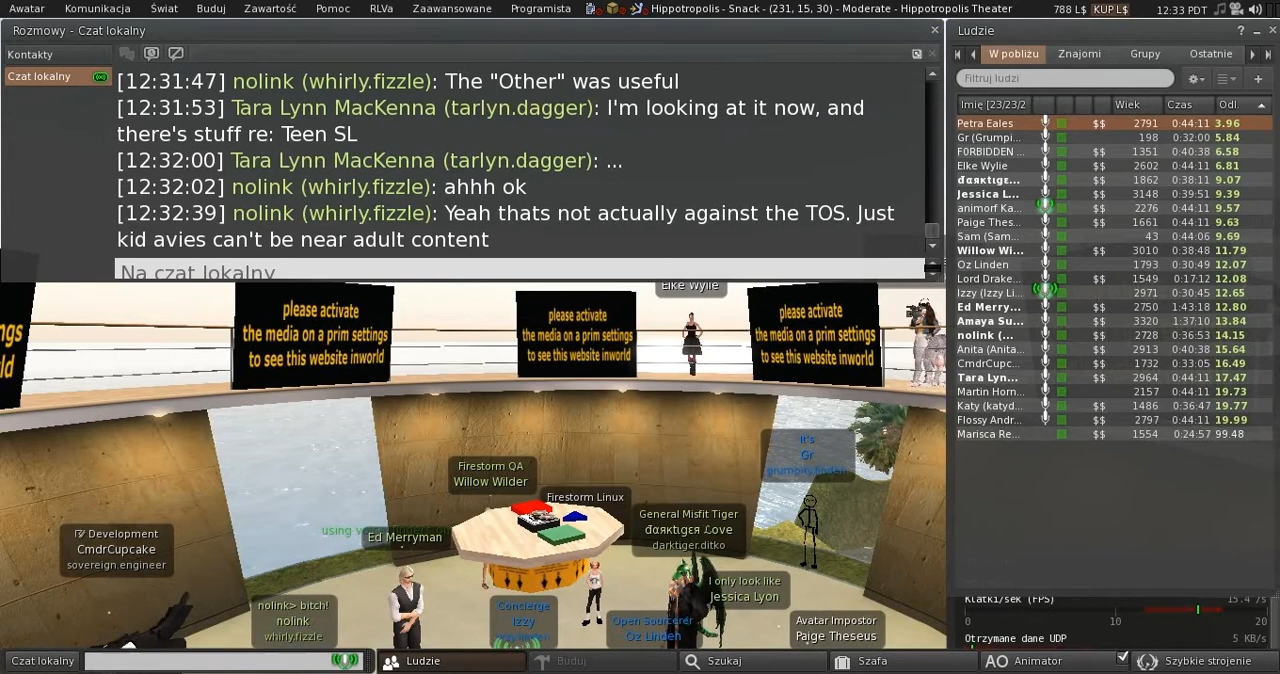 Awatar Komunikacja Świat Buduj Zawartość Pomoc RLVa Zaawansowane Programista Hippotropolis - Snack - (231, 15, 30) - Moderate - Hippotropolis Theater 788 L$ KUP L$ 12:33 PDT
Rozmowy - Czat lokalny
Kontakty
Czat lokalny
[12:31:47] nolink (whirly.fizzle): The "Other" was useful
[12:31:53] Tara Lynn MacKenna (tarlyn.dagger): I'm looking at it now, and
there's stuff re: Teen SL
[12:32:00] Tara Lynn MacKenna (tarlyn.dagger): ...
[12:32:02] nolink (whirly.fizzle): ahhh ok
[12:32:39] nolink (whirly.fizzle): Yeah thats not actually against the TOS. Just
kid avies can't be near adult content
Na czat lokalny
Ludzie
W pobliżu Znajomi Grupy Ostatnie
Filtruj ludzi
Imię [23/23/2 Wiek Czas Odl.
Petra Eales $$ 2791 0:44:11 3.96
Gr (Grumpi... 198 0:32:00 5.84
FORBIDDEN ... $$ 1351 0:40:38 6.58
Elke Wylie $$ 2602 0:44:11 6.81
đαяktιgε... $$ 1862 0:38:11 9.07
Jessica L... $$ 3148 0:39:51 9.39
animorf Ka... $$ 2276 0:44:11 9.57
Paige Thes... $$ 1661 0:44:11 9.63
Sam (Sam... 43 0:44:06 9.69
Willow Wi... $$ 3010 0:38:48 11.79
Oz Linden 1793 0:30:49 12.07
Lord Drake... $$ 1549 0:17:12 12.08
Izzy (Izzy Li... 2971 0:30:45 12.65
Ed Merry... $$ 2750 1:43:18 12.80
Amaya Su... $$ 3320 1:37:10 13.84
nolink (... $$ 2728 0:36:53 14.15
Anita (Anita... $$ 2913 0:40:38 15.64
CmdrCupc... $$ 1732 0:33:05 16.49
Tara Lyn... $$ 2964 0:44:11 17.47
Martin Horn... 2157 0:44:11 19.73
Katy (katyd... $$ 1486 0:36:47 19.77
Flossy Andr... $$ 2797 0:44:11 19.99
Marisca Re... $$ 1554 0:24:57 99.48
Elke Wylie
please activate
the media on a prim settings
to see this website inworld
please activate
the media on a prim settings
to see this website inworld
please activate
the media on a prim settings
to see this website inworld
It's
Gr
grumpity.linden
Firestorm QA
Willow Wilder
Firestorm Linux
General Misfit Tiger
đαяktιgεя ℒove
darktiger.ditko
using
Ed Merryman
Development
CmdrCupcake
sovereign.engineer
I only look like
Jessica Lyon
nolink> bitch!
nolink
whirly.fizzle
Concierge
Izzy
Open Sourcerer
Oz Linden
Avatar Impostor
Paige Theseus
Klatki/sek (FPS) 15.4 /s
0 10 20
Otrzymane dane UDP 5 KB/s
Czat lokalny Ludzie Buduj Szukaj Szafa AO Animator Szybkie strojenie